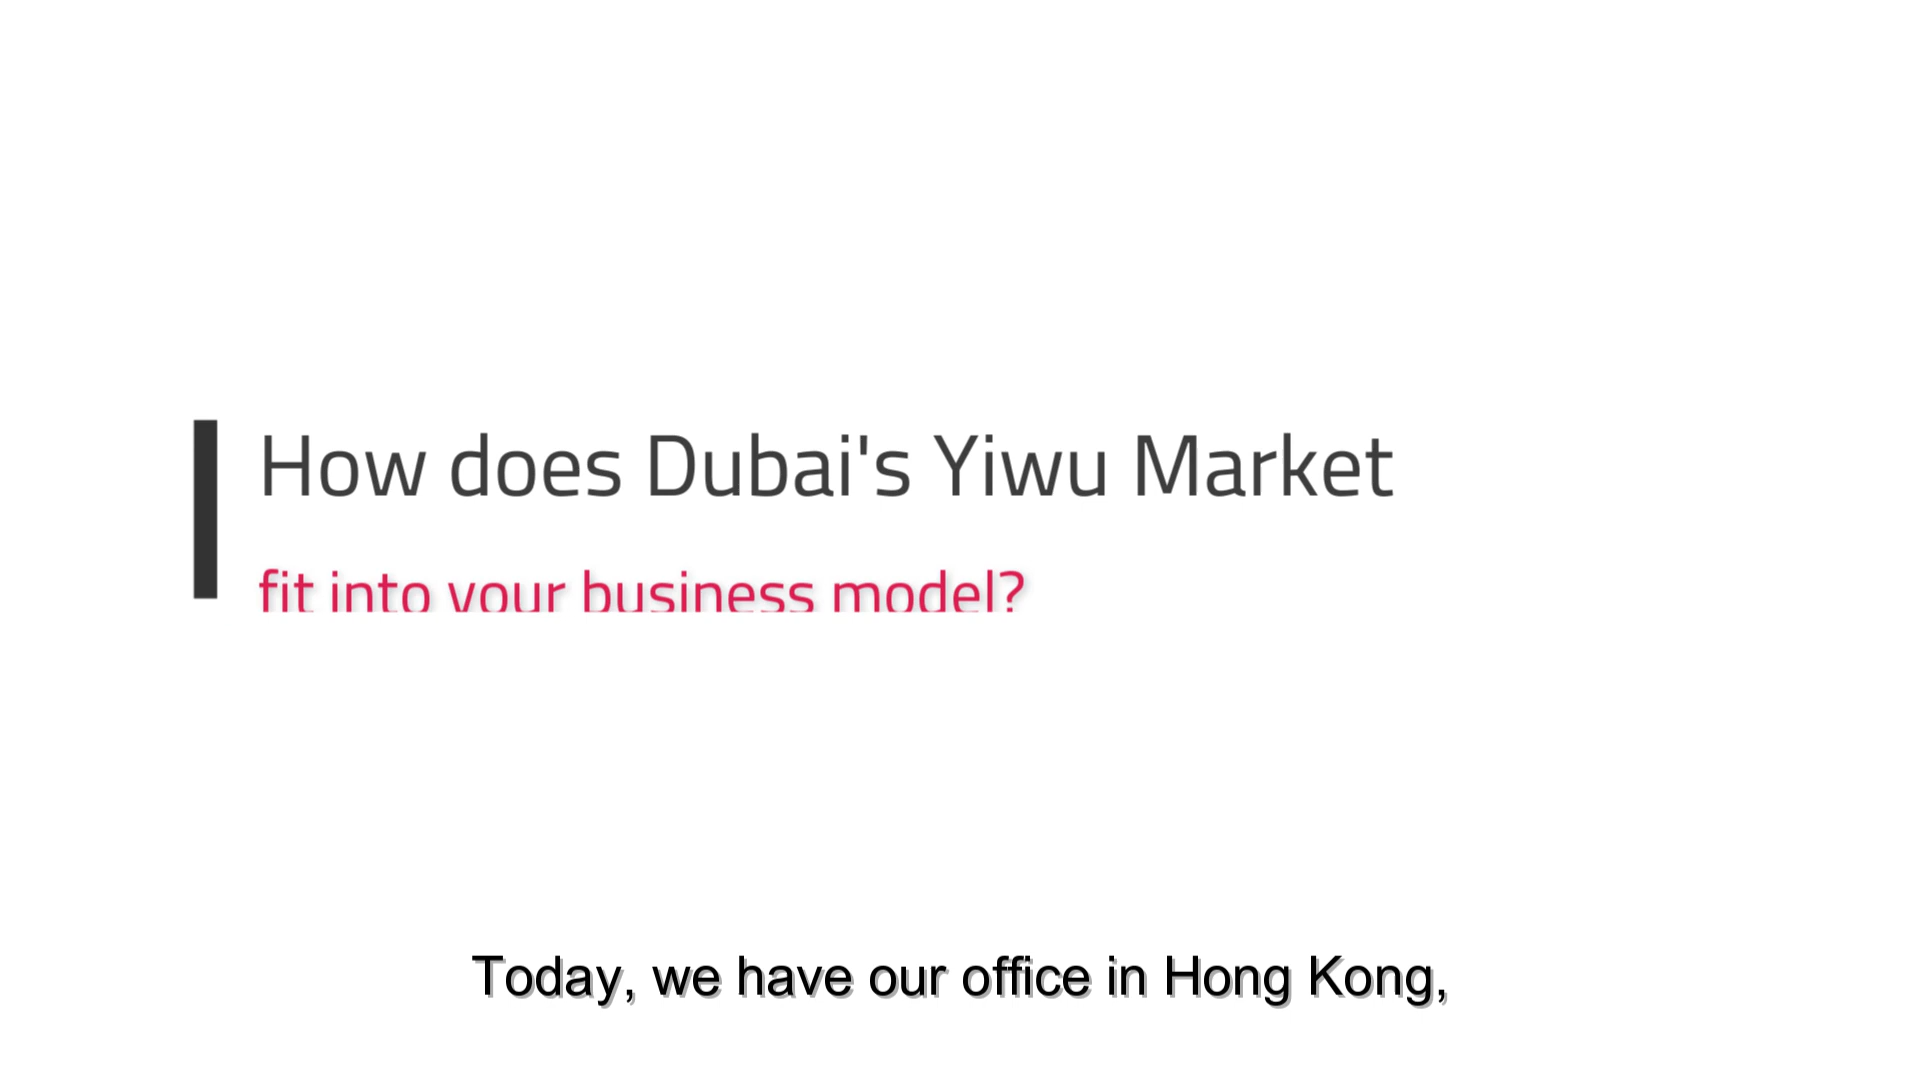 How does Dubai's Yiwu Market
fit into your business model?
Today, we have our office in Hong Kong,